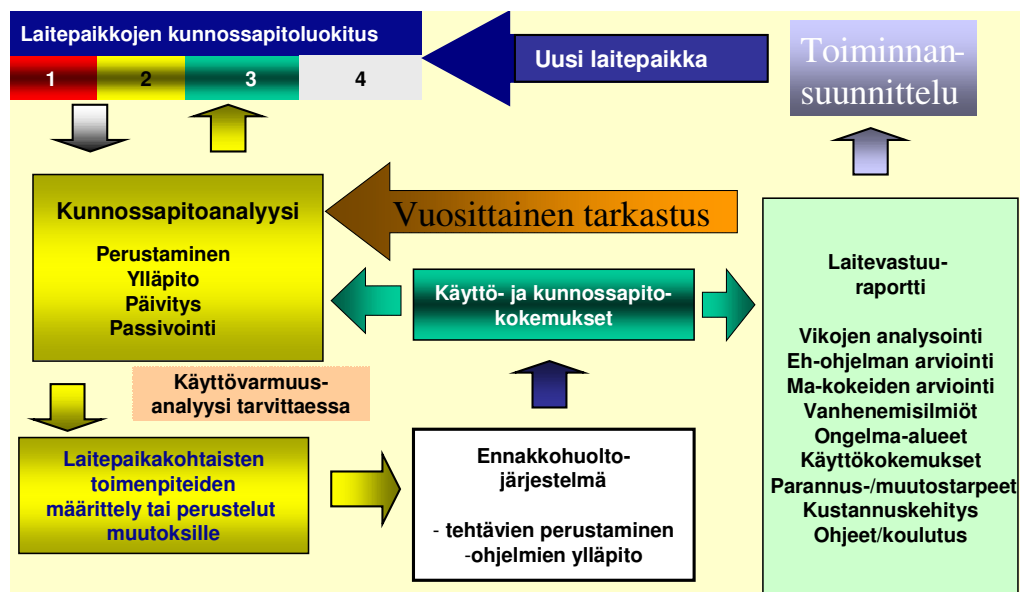 Laitepaikkojen kunnossapitoluokitus
1 2 3 4
Uusi laitepaikka
Toiminnan-
suunnittelu
Kunnossapitoanalyysi
Perustaminen
Ylläpito
Päivitys
Passivointi
Vuosittainen tarkastus
Käyttö- ja kunnossapito-
kokemukset
Laitevastuu-
raportti
Vikojen analysointi
Eh-ohjelman arviointi
Ma-kokeiden arviointi
Vanhenemisilmiöt
Ongelma-alueet
Käyttökokemukset
Parannus-/muutostarpeet
Kustannuskehitys
Ohjeet/koulutus
Käyttövarmuus-
analyysi tarvittaessa
Laitepaikakohtaisten
toimenpiteiden
määrittely tai perustelut
muutoksille
Ennakkohuolto-
järjestelmä
- tehtävien perustaminen
-ohjelmien ylläpito